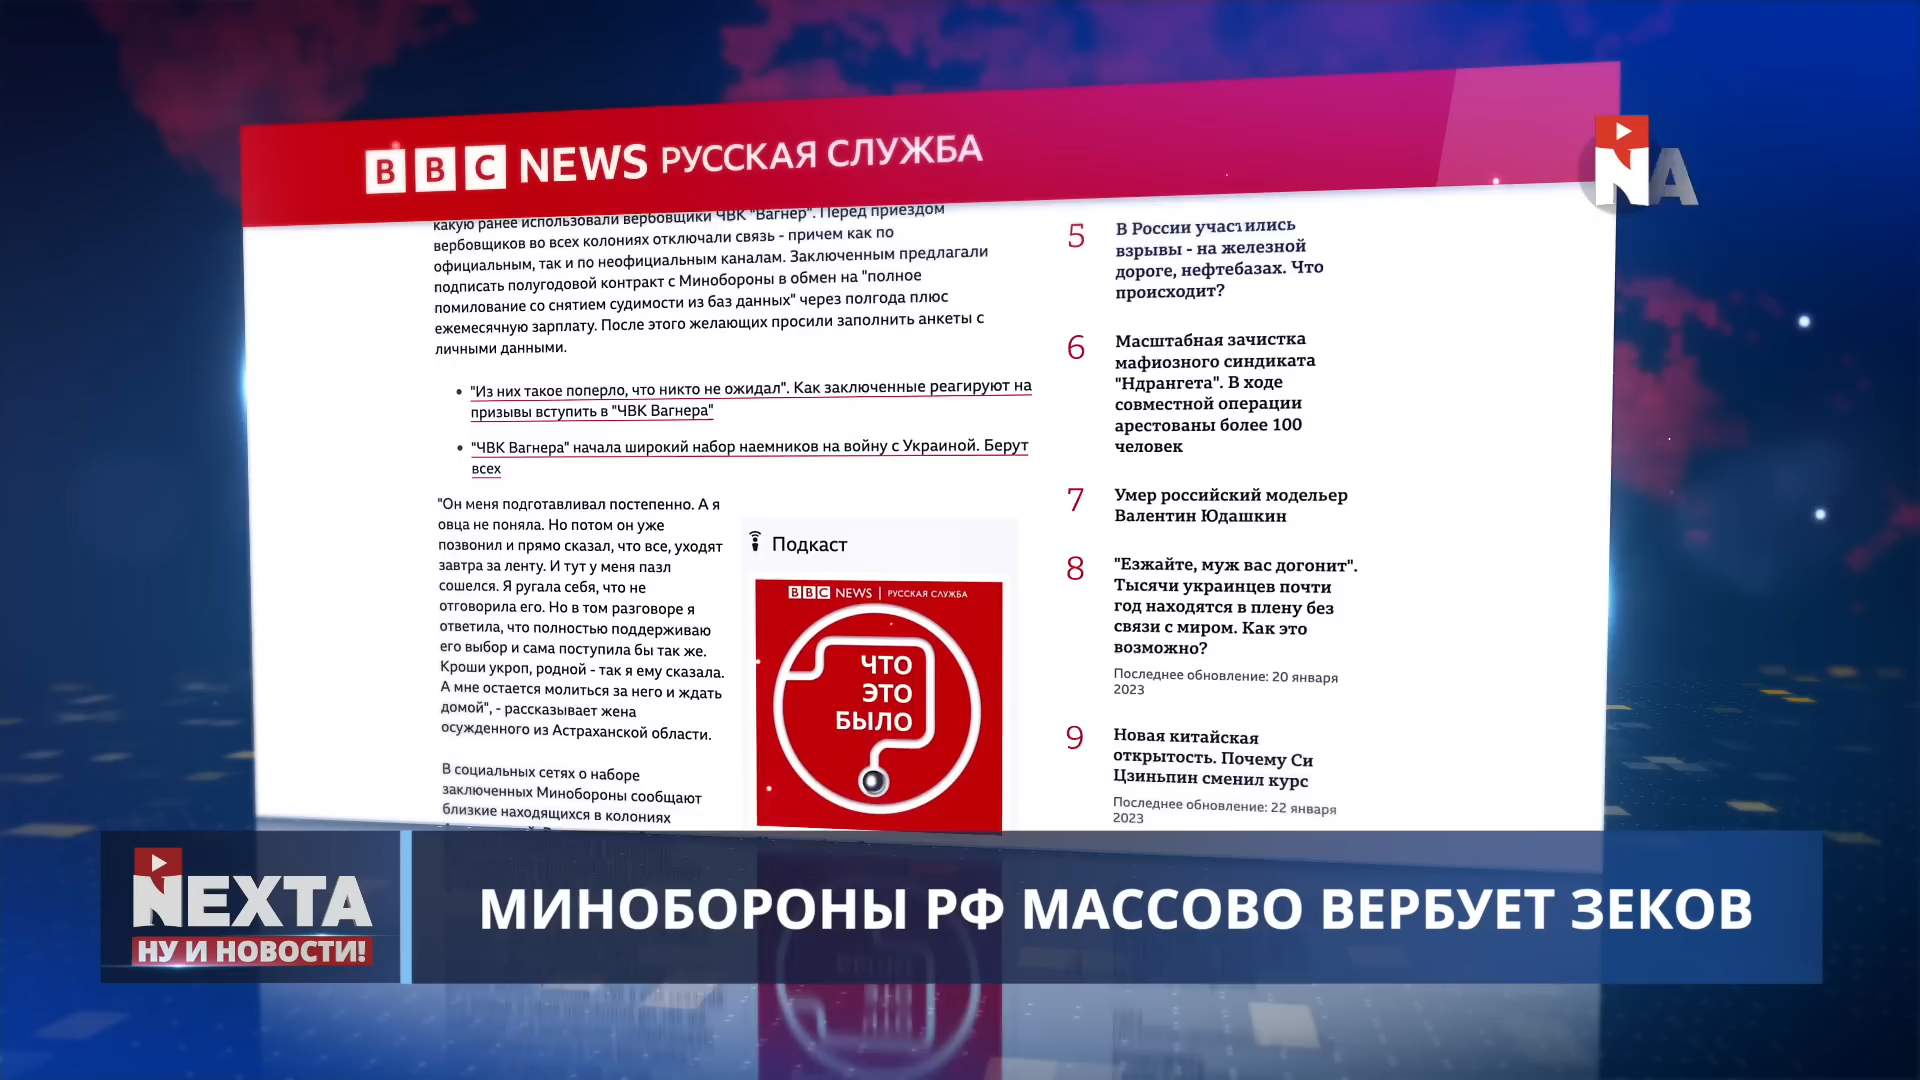 BBC NEWS РУССКАЯ СЛУЖБА
NA
какую ранее использовали вербовщики ЧВК "Вагнер". Перед приездом
вербовщиков во всех колониях отключали связь - причем как по
официальным, так и по неофициальным каналам. Заключенным предлагали
подписать полугодовой контракт с Минобороны в обмен на "полное
помилование со снятием судимости из баз данных" через полгода плюс
ежемесячную зарплату. После этого желающих просили заполнить анкеты с
личными данными.
• "Из них такое поперло, что никто не ожидал". Как заключенные реагируют на
призывы вступить в "ЧВК Вагнера"
• "ЧВК Вагнера" начала широкий набор наемников на войну с Украиной. Берут
всех
"Он меня подготавливал постепенно. А я
овца не поняла. Но потом он уже
позвонил и прямо сказал, что все, уходят
завтра за ленту. И тут у меня пазл
сошелся. Я ругала себя, что не
отговорила его. Но в том разговоре я
ответила, что полностью поддерживаю
его выбор и сама поступила бы так же.
Кроши укроп, родной - так я ему сказала.
А мне остается молиться за него и ждать
домой", - рассказывает жена
осужденного из Астраханской области.
В социальных сетях о наборе
заключенных Минобороны сообщают
близкие находящихся в колониях
Подкаст
BBC NEWS | РУССКАЯ СЛУЖБА
ЧТО
ЭТО
БЫЛО
5 В России участились
взрывы - на железной
дороге, нефтебазах. Что
происходит?
6 Масштабная зачистка
мафиозного синдиката
"Ндрангета". В ходе
совместной операции
арестованы более 100
человек
7 Умер российский модельер
Валентин Юдашкин
8 "Езжайте, муж вас догонит".
Тысячи украинцев почти
год находятся в плену без
связи с миром. Как это
возможно?
Последнее обновление: 20 января
2023
9 Новая китайская
открытость. Почему Си
Цзиньпин сменил курс
Последнее обновление: 22 января
2023
NEXTA
НУ И НОВОСТИ!
МИНОБОРОНЫ РФ МАССОВО ВЕРБУЕТ ЗЕКОВ